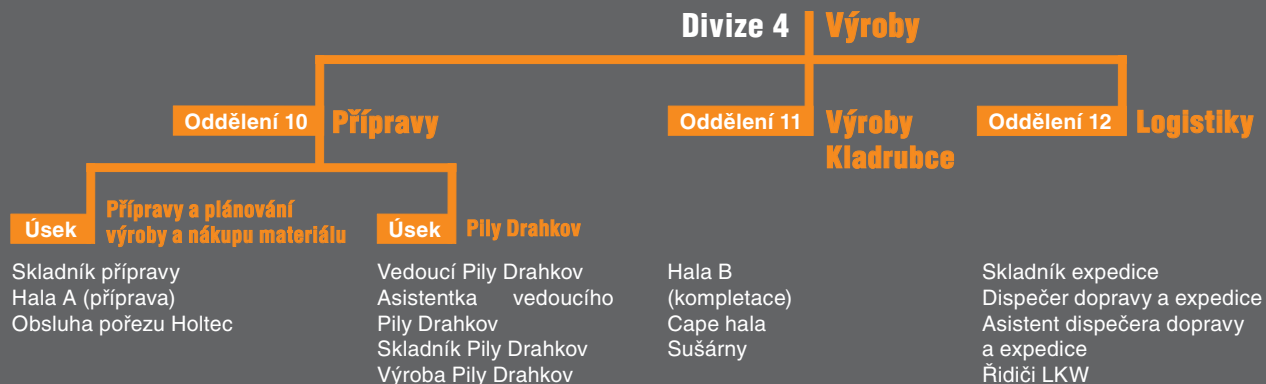 Divize 4 Výroby
Oddělení 10 Přípravy
Oddělení 11 Výroby
Kladrubce
Oddělení 12 Logistiky
Úsek Přípravy a plánování
výroby a nákupu materiálu
Úsek Pily Drahkov
Skladník přípravy
Hala A (příprava)
Obsluha pořezu Holtec
Vedoucí Pily Drahkov
Asistentka vedoucího
Pily Drahkov
Skladník Pily Drahkov
Výroba Pily Drahkov
Hala B
(kompletace)
Cape hala
Sušárny
Skladník expedice
Dispečer dopravy a expedice
Asistent dispečera dopravy
a expedice
Řidiči LKW